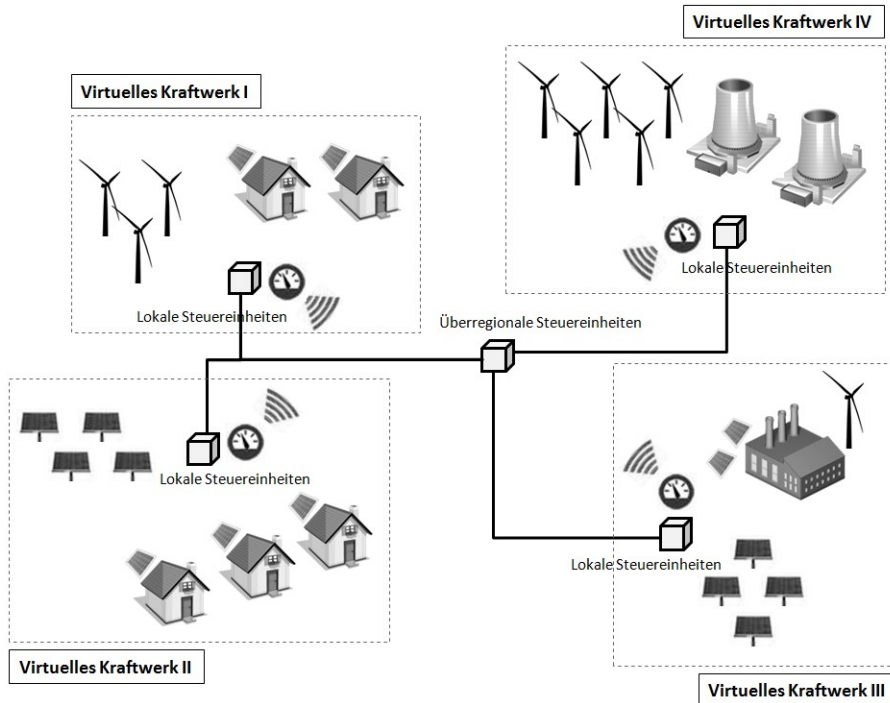 Virtuelles Kraftwerk IV
Virtuelles Kraftwerk I
Lokale Steuereinheiten
Lokale Steuereinheiten
Überregionale Steuereinheiten
Lokale Steuereinheiten
Lokale Steuereinheiten
Virtuelles Kraftwerk II
Virtuelles Kraftwerk III